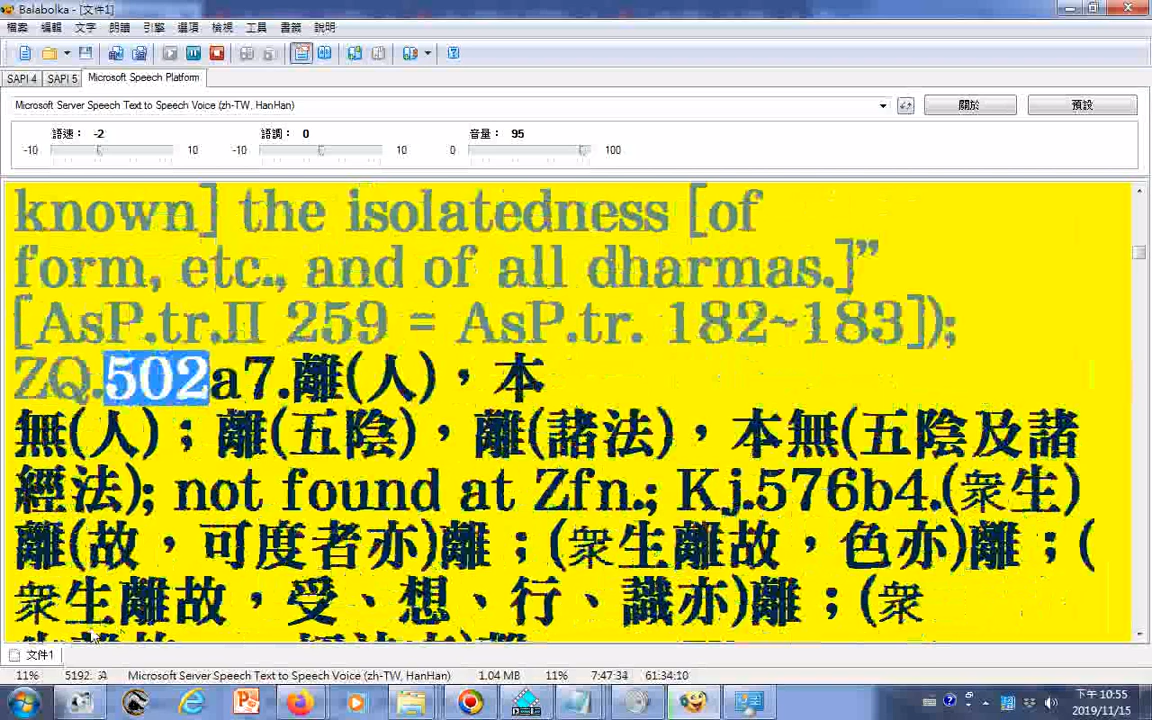 Balabolka - [文件1]
檔案 編輯 文字 朗讀 引擎 選項 檢視 工具 書籤 說明
SAPI 4 SAPI 5 Microsoft Speech Platform
Microsoft Server Speech Text to Speech Voice (zh-TW, HanHan) 關於 預設
語速： -2 語調： 0 音量： 95
-10 10 -10 10 0 100
known] the isolatedness [of
form, etc., and of all dharmas.]”
[AsP.tr.Π 259 = AsP.tr. 182~183]);
ZQ.502a7.離(人)，本
無(人)；離(五陰)，離(諸法)，本無(五陰及諸
經法); not found at Zfn.; Kj.576b4.(衆生)
離(故，可度者亦)離；(衆生離故，色亦)離；(
衆生離故，受、想、行、識亦)離；(衆
文件1
11% 5192: Microsoft Server Speech Text to Speech Voice (zh-TW, HanHan) 1.04 MB 11% 7:47:34 61:34:10
下午 10:55
2019/11/15